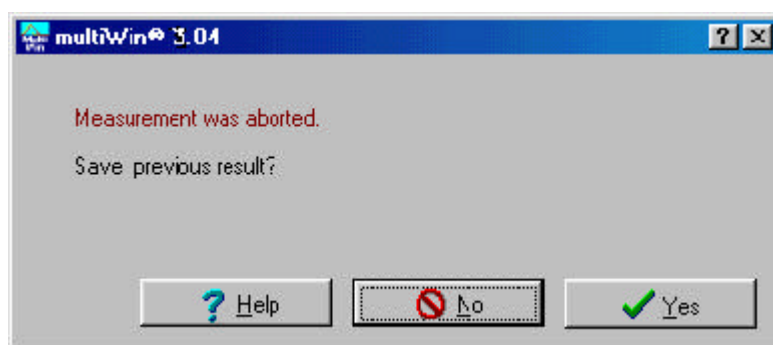 multiWin® 3.04
Measurement was aborted.
Save previous result?
Help
No
Yes